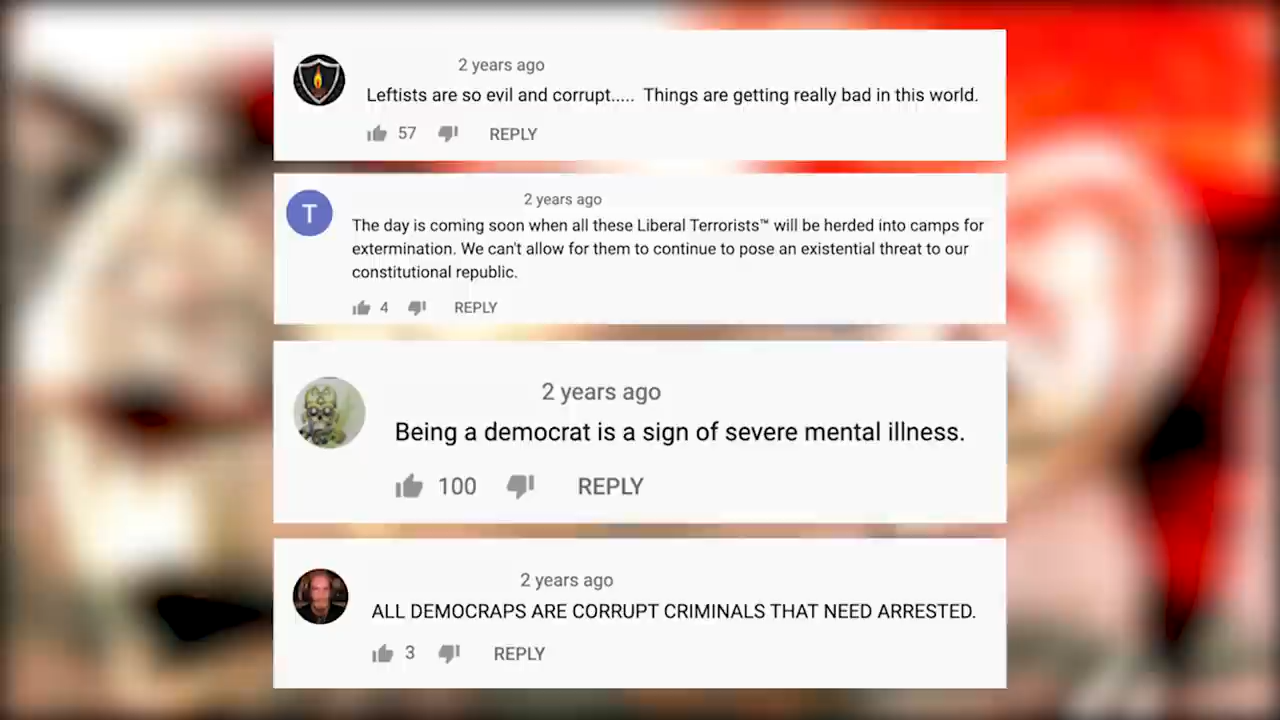 2 years ago
Leftists are so evil and corrupt..... Things are getting really bad in this world.
57 REPLY
T
2 years ago
The day is coming soon when all these Liberal Terrorists™ will be herded into camps for
extermination. We can't allow for them to continue to pose an existential threat to our
constitutional republic.
4 REPLY
2 years ago
Being a democrat is a sign of severe mental illness.
100 REPLY
2 years ago
ALL DEMOCRAPS ARE CORRUPT CRIMINALS THAT NEED ARRESTED.
3 REPLY